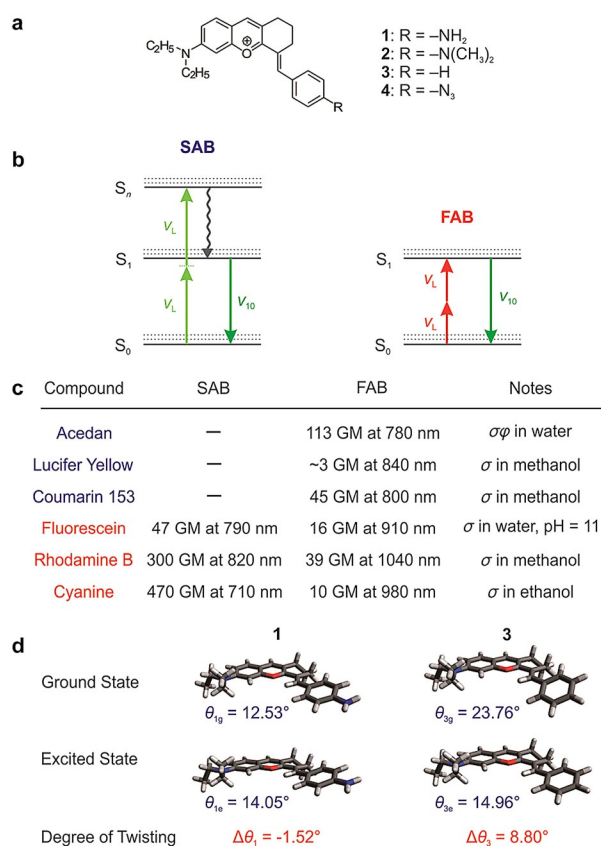 a
C₂H₅
N
C₂H₅
O
⊕
R
1: R = –NH₂
2: R = –N(CH₃)₂
3: R = –H
4: R = –N₃
b
SAB
Sₙ
S₁
S₀
νL
νL
ν₁₀
FAB
S₁
S₀
νL
νL
ν₁₀
c
Compound SAB FAB Notes
Acedan — 113 GM at 780 nm σφ in water
Lucifer Yellow — ~3 GM at 840 nm σ in methanol
Coumarin 153 — 45 GM at 800 nm σ in methanol
Fluorescein 47 GM at 790 nm 16 GM at 910 nm σ in water, pH = 11
Rhodamine B 300 GM at 820 nm 39 GM at 1040 nm σ in methanol
Cyanine 470 GM at 710 nm 10 GM at 980 nm σ in ethanol
d
1 3
Ground State
θ1g = 12.53° θ3g = 23.76°
Excited State
θ1e = 14.05° θ3e = 14.96°
Degree of Twisting Δθ₁ = -1.52° Δθ₃ = 8.80°